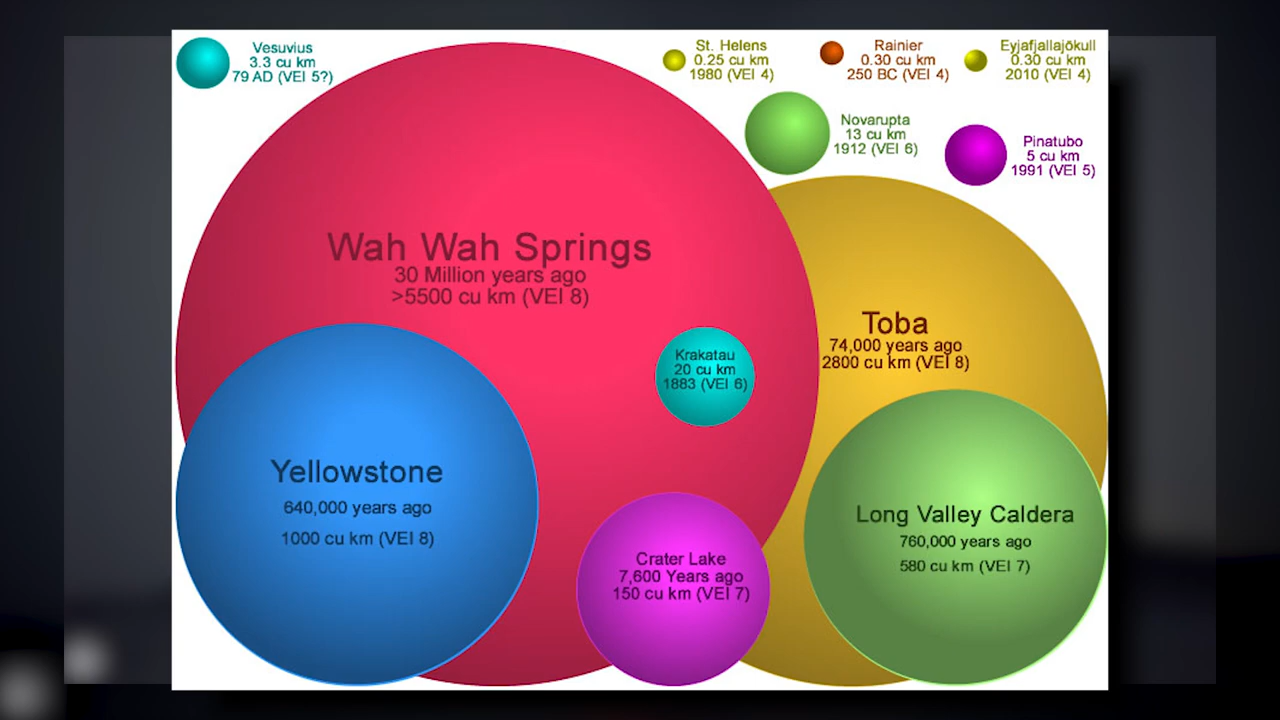 Vesuvius
3.3 cu km
79 AD (VEI 5?)
St. Helens
0.25 cu km
1980 (VEI 4)
Rainier
0.30 cu km
250 BC (VEI 4)
Eyjafjallajökull
0.30 cu km
2010 (VEI 4)
Novarupta
13 cu km
1912 (VEI 6)
Pinatubo
5 cu km
1991 (VEI 5)
Wah Wah Springs
30 Million years ago
>5500 cu km (VEI 8)
Toba
74,000 years ago
2800 cu km (VEI 8)
Krakatau
20 cu km
1883 (VEI 6)
Yellowstone
640,000 years ago
1000 cu km (VEI 8)
Crater Lake
7,600 Years ago
150 cu km (VEI 7)
Long Valley Caldera
760,000 years ago
580 cu km (VEI 7)